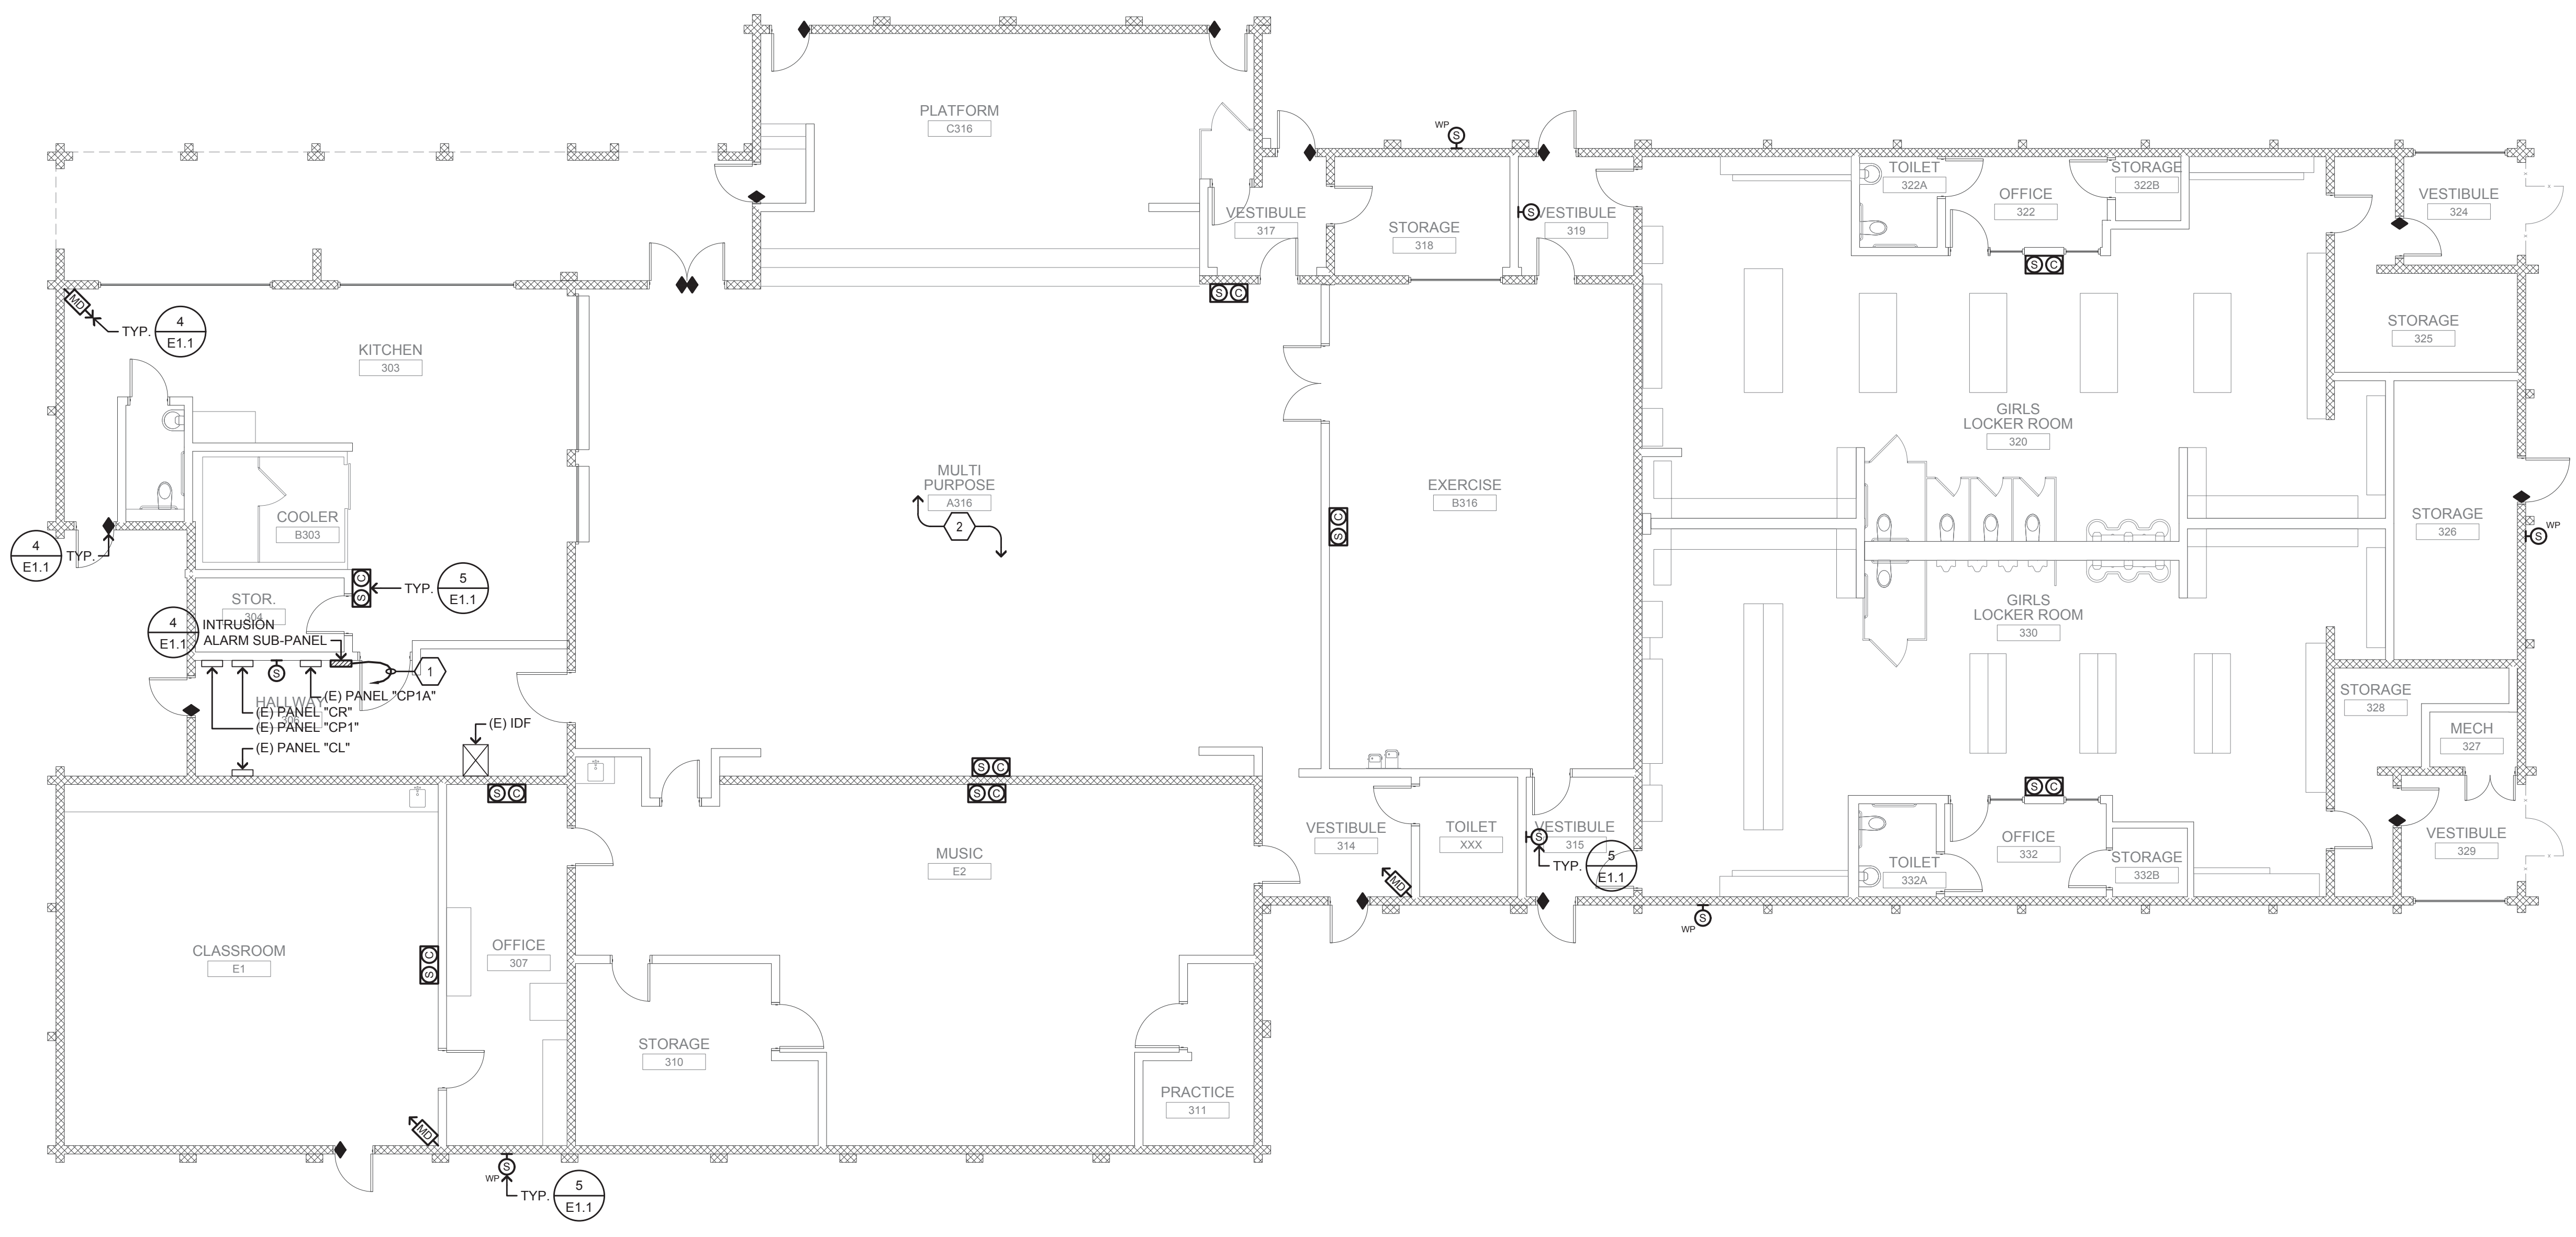 PLATFORM
C316
WP
S
TOILET
322A
STORAGE
322B
OFFICE
322
VESTIBULE
324
VESTIBULE
317
STORAGE
318
S
VESTIBULE
319
S C
S C
MD
TYP.
4
E1.1
KITCHEN
303
STORAGE
325
GIRLS
LOCKER ROOM
320
MULTI
PURPOSE
A316
2
EXERCISE
B316
C
S
COOLER
B303
STORAGE
326
WP
S
4
E1.1
TYP.
C
S
TYP.
5
E1.1
STOR.
304
4
E1.1
INTRUSION
ALARM SUB-PANEL
GIRLS
LOCKER ROOM
330
S
1
HALLWAY
306
(E) PANEL "CP1A"
(E) PANEL "CR"
(E) PANEL "CP1"
(E) PANEL "CL"
(E) IDF
STORAGE
328
MECH
327
S C
S C
S C
S C
VESTIBULE
314
TOILET
XXX
S
VESTIBULE
315
TYP.
5
E1.1
OFFICE
332
VESTIBULE
329
TOILET
332A
STORAGE
332B
MUSIC
E2
MD
S
WP
CLASSROOM
E1
C
S
OFFICE
307
STORAGE
310
PRACTICE
311
MD
S
WP
TYP.
5
E1.1